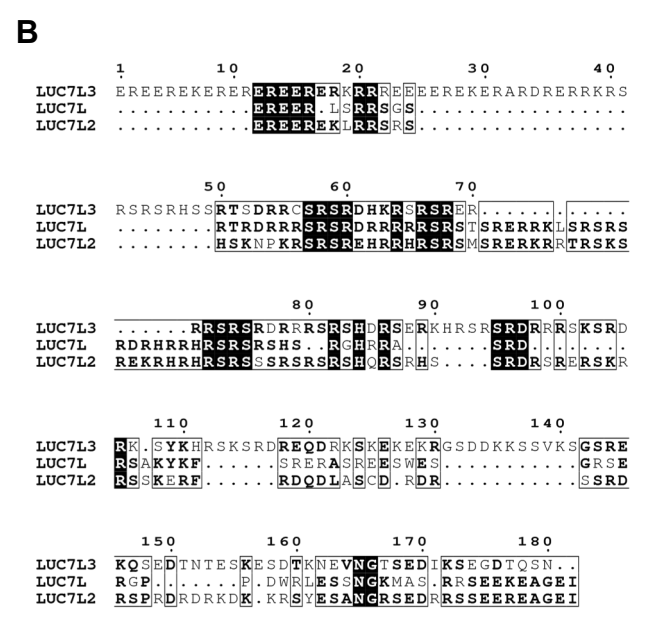 B
1 10 20 30 40
LUC7L3 EREEREKEREREREERERKRRREEEEREKERARDRERRKRS
LUC7L ...........EREER.LSRRSGS.................
LUC7L2 ...........EREEREKLRRSRS.................
50 60 70
LUC7L3 RSRSRHSSRTSDRRCSRSRDHKRSRSRER............
LUC7L ........RTRDRRRSRSRDRRRRRSRSTSRERRKLSRSRS
LUC7L2 ........HSKNPKRSRSREHRRHRSRSMSRERKRRTRSKS
80 90 100
LUC7L3 ......RRSRSRDRRRSRSHDRSERKHRSRSRDRRRSKSRD
LUC7L RDRHRRHRSRSRSHS..RGHRRA.......SRD........
LUC7L2 REKRHRHRSRSSSRSRSRSHQRSRHS....SRDRSRERSKR
110 120 130 140
LUC7L3 RK.SYKHRSKSRDREQDRKSKEKEKRGSDDKKSSVKSGSRE
LUC7L RSAKYKF......SRERASREESWES...........GRSE
LUC7L2 RSSKERF......RDQDLASCD.RDR...........SSRD
150 160 170 180
LUC7L3 KQSEDTNTESKESDTKNEVNGTSEDIKSEGDTQSN..
LUC7L RGP.......P.DWRLESSNGKMAS.RRSEEKEAGEI
LUC7L2 RSPRDRDRKDK.KRSYESANGRSEDRRSSEEREAGEI